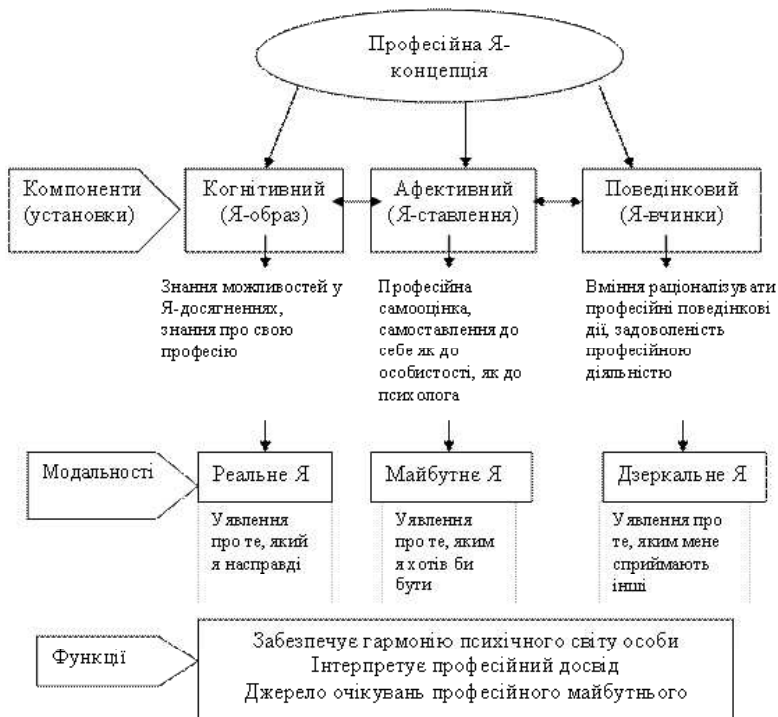 Професійна Я-
концепція
Компоненти
(установки)
Когнітивний
(Я-образ)
Афективний
(Я-ставлення)
Поведінковий
(Я-вчинки)
Знання можливостей у
Я-досягненнях,
знання про свою
професію
Професійна
самооцінка,
самоставлення до
себе як до
особистості, як до
психолога
Вміння раціоналізувати
професійні поведінкові
дії, задоволеність
професійною
діяльністю
Модальності
Реальне Я
Майбутнє Я
Дзеркальне Я
Уявлення
про те, який
я насправді
Уявлення
про те, яким
я хотів би
бути
Уявлення про
те, яким мене
сприймають
інші
Функції
Забезпечує гармонію психічного світу особи
Інтерпретує професійний досвід
Джерело очікувань професійного майбутнього